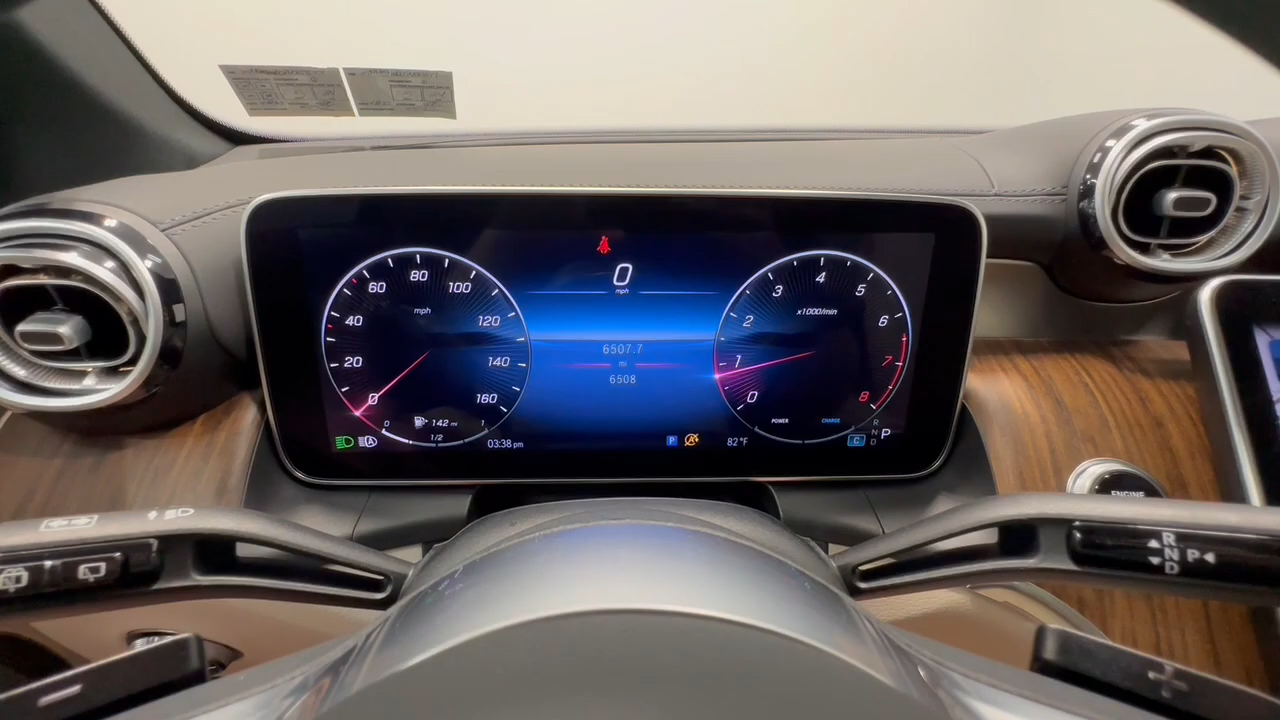 0
mph
20
40
60
80
100
120
140
160
0
mph
0 1/2 1
142 mi
03:38 pm
6507.7
mi
6508
P
82°F
x1000/min
0
1
2
3
4
5
6
7
8
POWER
CHARGE
C
R
N
D
P
ENGINE
R
N P
D